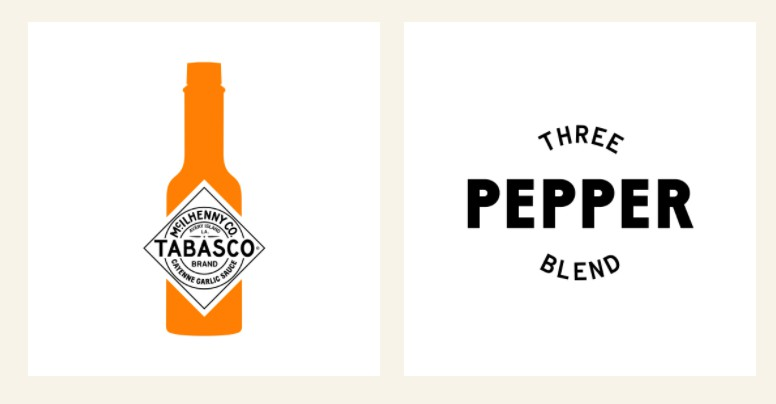 McILHENNY CO.
AVERY ISLAND
LA.
TABASCO®
BRAND
CAYENNE GARLIC SAUCE
THREE
PEPPER
BLEND